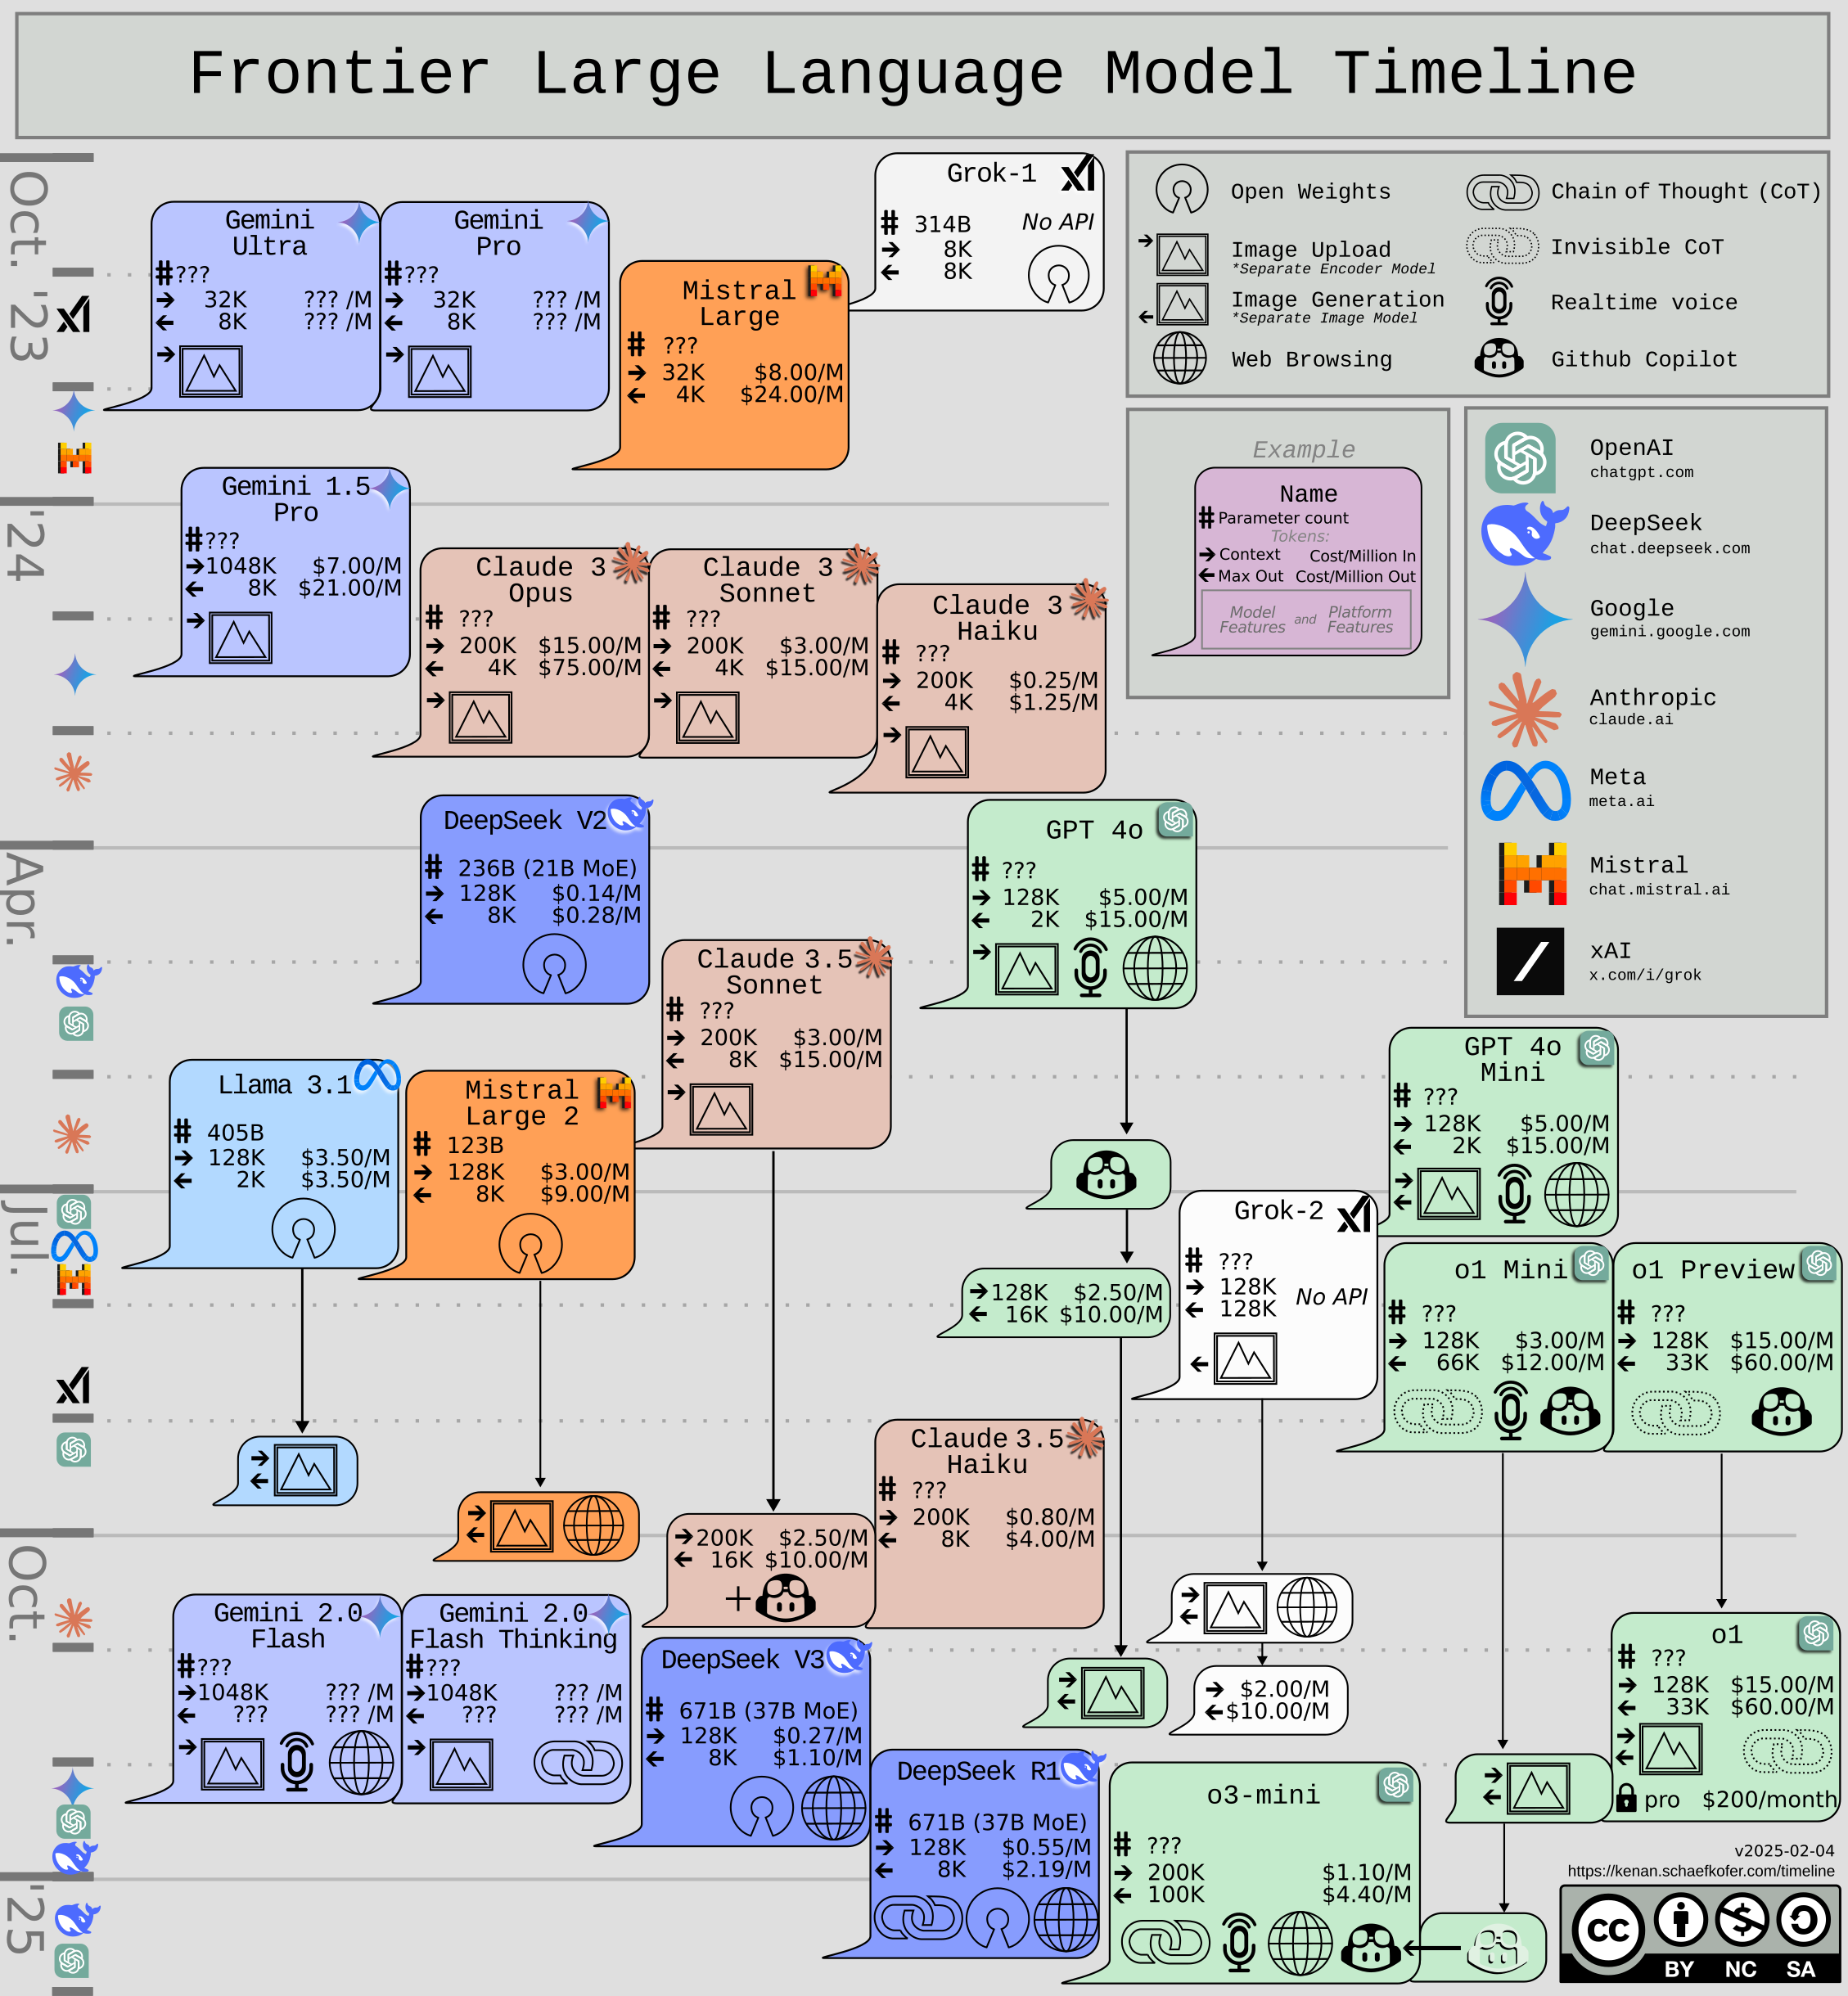 Frontier Large Language Model Timeline
Oct. '23
'24
Apr.
Jul.
Oct.
'25
Grok-1
# 314B No API
8K
8K
Gemini
Ultra
#???
32K ??? /M
8K ??? /M
Gemini
Pro
#???
32K ??? /M
8K ??? /M
Mistral
Large
# ???
32K $8.00/M
4K $24.00/M
Open Weights
Image Upload
*Separate Encoder Model
Image Generation
*Separate Image Model
Web Browsing
Chain of Thought (CoT)
Invisible CoT
Realtime voice
Github Copilot
Example
Name
# Parameter count
Tokens:
Context Cost/Million In
Max Out Cost/Million Out
Model Features and Platform Features
OpenAI
chatgpt.com
DeepSeek
chat.deepseek.com
Google
gemini.google.com
Anthropic
claude.ai
Meta
meta.ai
Mistral
chat.mistral.ai
xAI
x.com/i/grok
Gemini 1.5
Pro
#???
1048K $7.00/M
8K $21.00/M
Claude 3
Opus
# ???
200K $15.00/M
4K $75.00/M
Claude 3
Sonnet
# ???
200K $3.00/M
4K $15.00/M
Claude 3
Haiku
# ???
200K $0.25/M
4K $1.25/M
DeepSeek V2
# 236B (21B MoE)
128K $0.14/M
8K $0.28/M
GPT 4o
# ???
128K $5.00/M
2K $15.00/M
Claude 3.5
Sonnet
# ???
200K $3.00/M
8K $15.00/M
GPT 4o
Mini
# ???
128K $5.00/M
2K $15.00/M
Llama 3.1
# 405B
128K $3.50/M
2K $3.50/M
Mistral
Large 2
# 123B
128K $3.00/M
8K $9.00/M
Grok-2
# ???
128K
128K No API
128K $2.50/M
16K $10.00/M
o1 Mini
# ???
128K $3.00/M
66K $12.00/M
o1 Preview
# ???
128K $15.00/M
33K $60.00/M
Claude 3.5
Haiku
# ???
200K $0.80/M
8K $4.00/M
200K $2.50/M
16K $10.00/M
+
Gemini 2.0
Flash
#???
1048K ??? /M
??? ??? /M
Gemini 2.0
Flash Thinking
#???
1048K ??? /M
??? ??? /M
DeepSeek V3
# 671B (37B MoE)
128K $0.27/M
8K $1.10/M
$2.00/M
$10.00/M
o1
# ???
128K $15.00/M
33K $60.00/M
pro $200/month
DeepSeek R1
# 671B (37B MoE)
128K $0.55/M
8K $2.19/M
o3-mini
# ???
200K $1.10/M
100K $4.40/M
v2025-02-04
https://kenan.schaefkofer.com/timeline
cc
BY NC SA